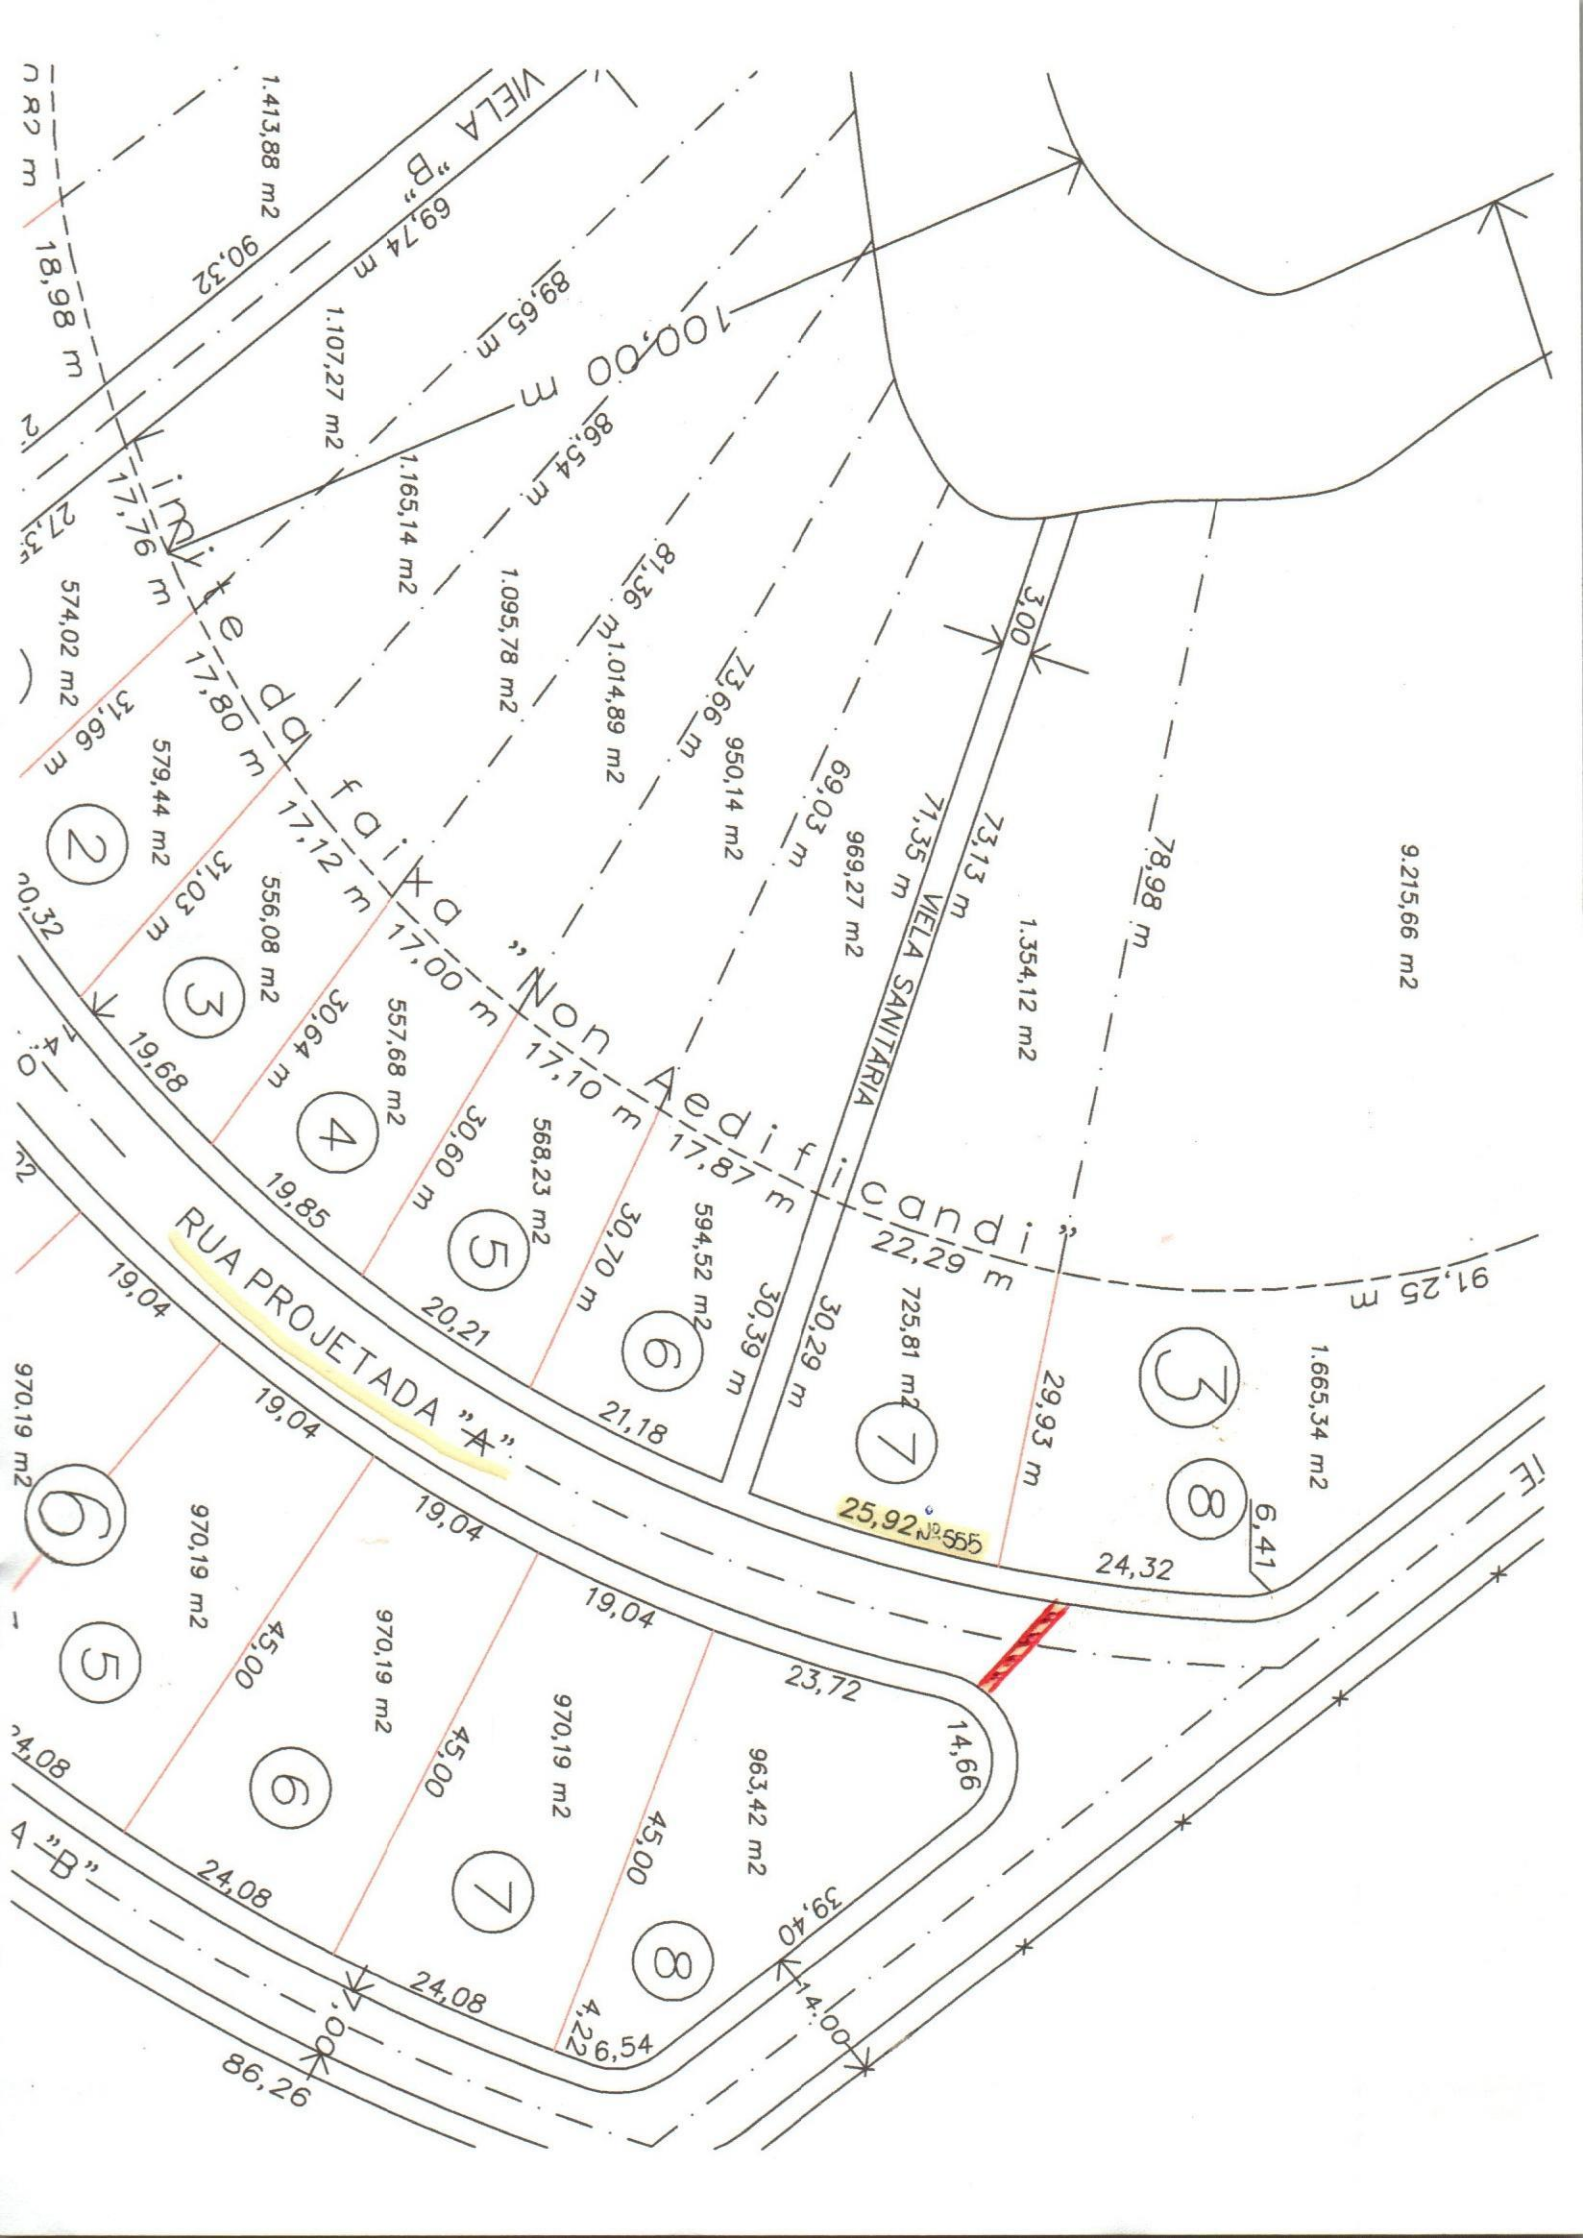 1.413,88 m2
VIELA "B"
90,32
69,74 m
18,98 m
1.107,27 m2
89,65 m
100,00 m
86,54 m
1.165,14 m2
17,76 m
574,02 m2
1.095,78 m2
81,36 m
1.014,89 m2
73,66 m
950,14 m2
69,03 m
969,27 m2
3,00
71,35 m
73,13 m
VIELA SANITÁRIA
78,98 m
1.354,12 m2
9.215,66 m2
imite da faixa "Non Aedificandi"
17,80 m
17,12 m
17,00 m
17,10 m
17,87 m
22,29 m
91,25 m
31,66 m
579,44 m2
2
31,03 m
556,08 m2
3
30,64 m
557,68 m2
4
30,60 m
568,23 m2
5
30,70 m
594,52 m2
6
30,39 m
30,29 m
725,81 m2
7
29,93 m
3
1.665,34 m2
8
6,41
19,68
19,85
20,21
21,18
25,92
Nº 555
24,32
RUA PROJETADA "A"
19,04
19,04
19,04
19,04
23,72
14,66
970,19 m2
6
5
970,19 m2
45,00
6
970,19 m2
45,00
7
970,19 m2
45,00
8
963,42 m2
39,40
14.00
24,08
24,08
4,22
6,54
7.00
86,26
A "B"